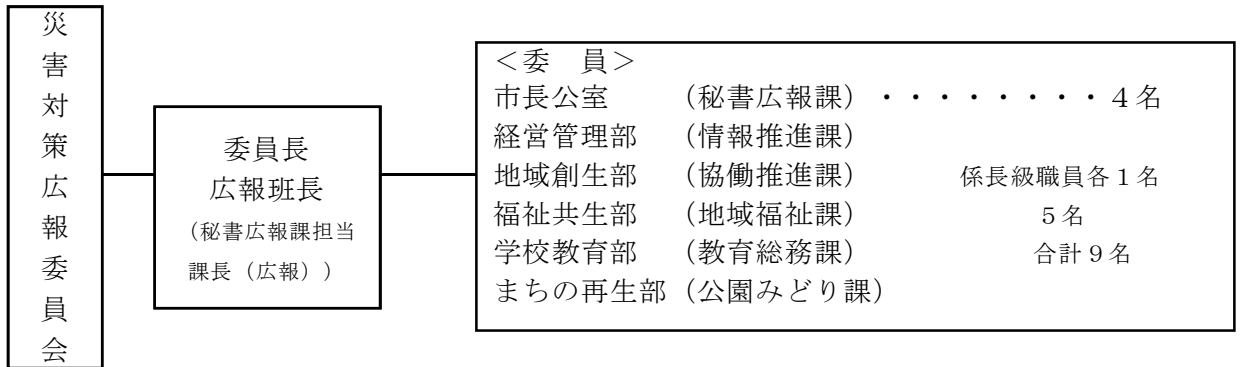 災害対策広報委員会
委員長
広報班長
（秘書広報課担当
課長（広報））
＜委　員＞
市長公室　　（秘書広報課）・・・・・・・・４名
経営管理部　（情報推進課）
地域創生部　（協働推進課）　　係長級職員各１名
福祉共生部　（地域福祉課）　　５名
学校教育部　（教育総務課）　　合計９名
まちの再生部（公園みどり課）